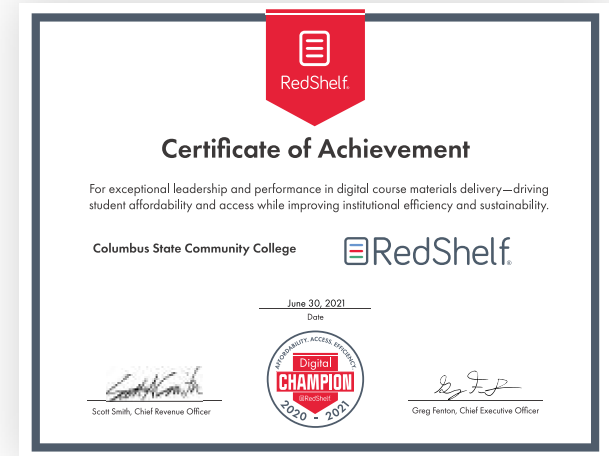 RedShelf.
Certificate of Achievement
For exceptional leadership and performance in digital course materials delivery—driving
student affordability and access while improving institutional efficiency and sustainability.
Columbus State Community College
RedShelf®
June 30, 2021
Date
AFFORDABILITY, ACCESS, EFFICIENCY
Digital
CHAMPION
RedShelf
2020 - 2021
Scott Smith, Chief Revenue Officer
Greg Fenton, Chief Executive Officer